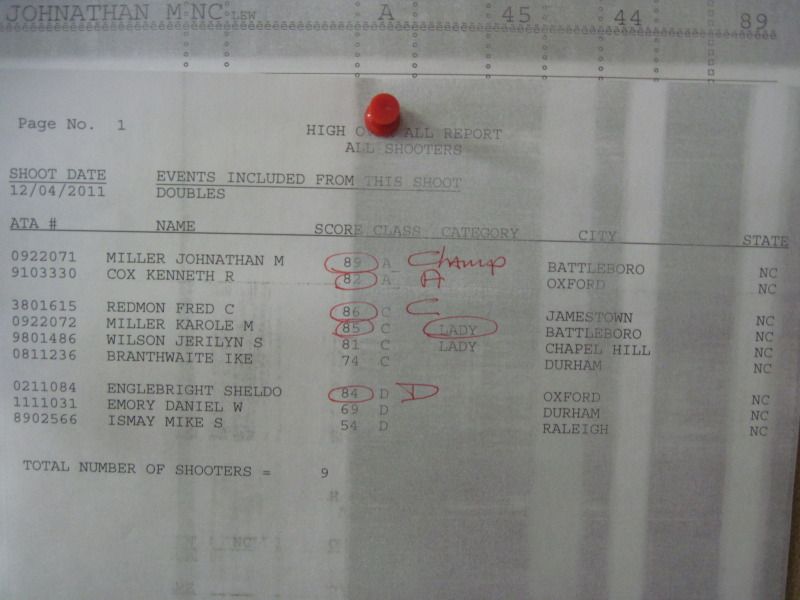 JOHNATHAN M NC LEW A 45 44 89
Page No. 1
HIGH ALL REPORT
ALL SHOOTERS
SHOOT DATE EVENTS INCLUDED FROM THIS SHOOT
12/04/2011 DOUBLES
ATA # NAME SCORE CLASS CATEGORY CITY STATE
0922071 MILLER JOHNATHAN M 89 A Champ BATTLEBORO NC
9103330 COX KENNETH R 82 A A OXFORD NC
3801615 REDMON FRED C 86 C C JAMESTOWN NC
0922072 MILLER KAROLE M 85 C LADY BATTLEBORO NC
9801486 WILSON JERILYN S 81 C LADY CHAPEL HILL NC
0811236 BRANTHWAITE IKE 74 C DURHAM NC
0211084 ENGLEBRIGHT SHELDO 84 D D OXFORD NC
1111031 EMORY DANIEL W 69 D DURHAM NC
8902566 ISMAY MIKE S 54 D RALEIGH NC
TOTAL NUMBER OF SHOOTERS = 9
NC